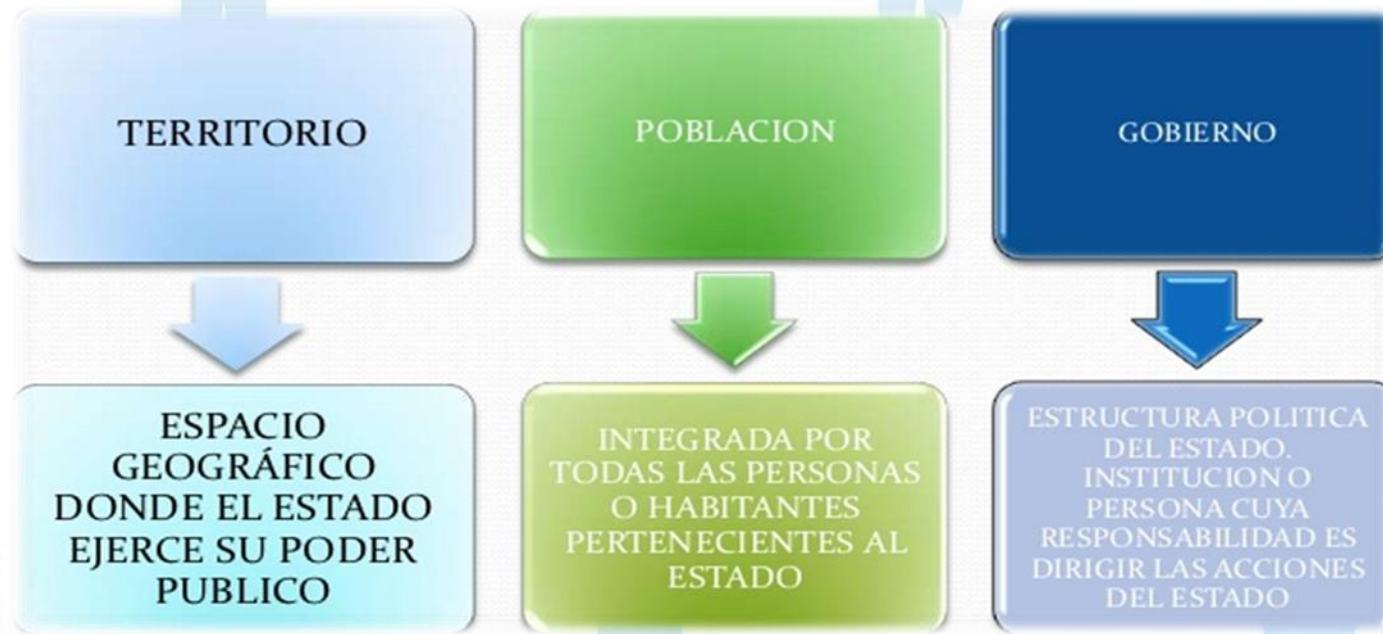 TERRITORIO
POBLACION
GOBIERNO
ESPACIO
GEOGRÁFICO
DONDE EL ESTADO
EJERCE SU PODER
PUBLICO
INTEGRADA POR
TODAS LAS PERSONAS
O HABITANTES
PERTENECIENTES AL
ESTADO
ESTRUCTURA POLITICA
DEL ESTADO.
INSTITUCION O
PERSONA CUYA
RESPONSABILIDAD ES
DIRIGIR LAS ACCIONES
DEL ESTADO